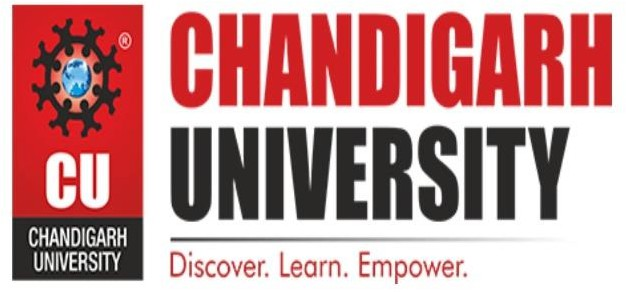 ®
CU
CHANDIGARH
UNIVERSITY
CHANDIGARH
UNIVERSITY
Discover. Learn. Empower.